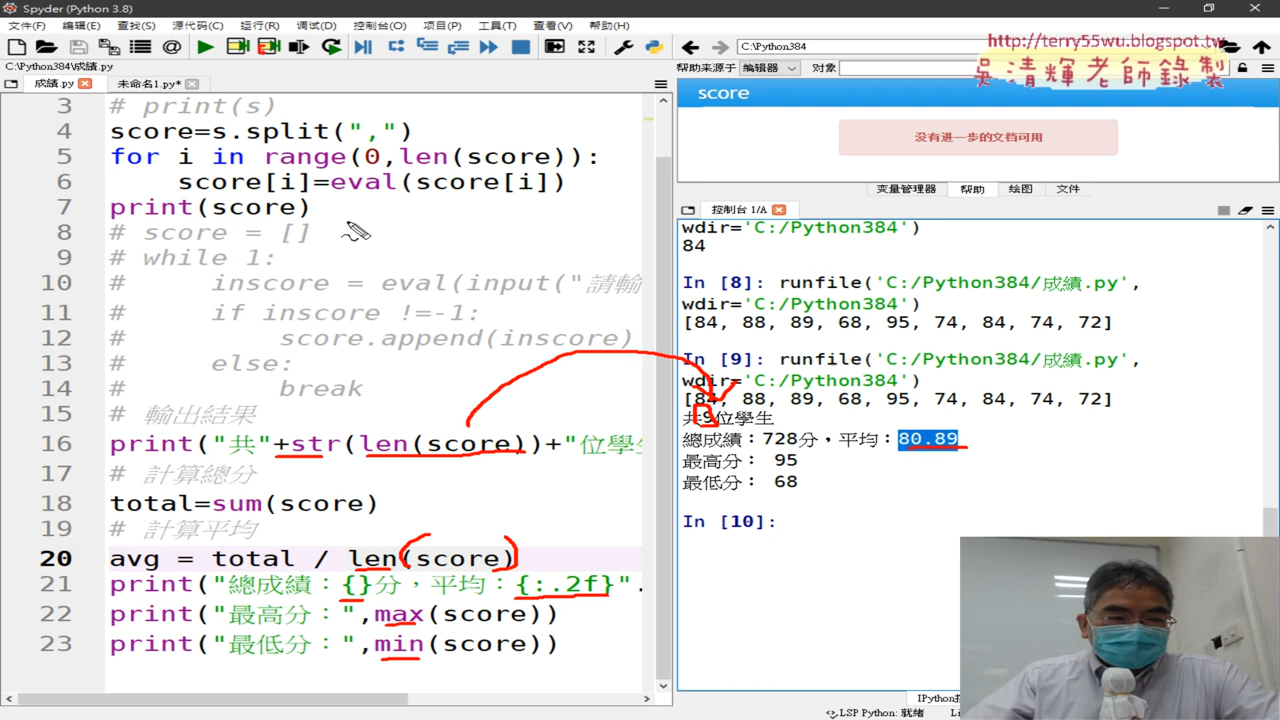 Spyder (Python 3.8)
文件(F) 编辑(E) 查找(S) 源代码(C) 运行(R) 调试(D) 控制台(O) 项目(P) 工具(T) 查看(V) 帮助(H)
C:\Python384
http://terry55wu.blogspot.tw
吳清輝老師錄製
C:\Python384\成績.py
帮助来源于 编辑器 对象
成績.py 未命名1.py*
score
没有进一步的文档可用
变量管理器 帮助 绘图 文件
3 # print(s)
4 score=s.split(",")
5 for i in range(0,len(score)):
6 score[i]=eval(score[i])
7 print(score)
8 # score = []
9 # while 1:
10 # inscore = eval(input("請輸
11 # if inscore !=-1:
12 # score.append(inscore)
13 # else:
14 # break
15 # 輸出結果
16 print("共"+str(len(score))+"位學生
17 # 計算總分
18 total=sum(score)
19 # 計算平均
20 avg = total / len(score)
21 print("總成績：{}分，平均：{:.2f}".
22 print("最高分：",max(score))
23 print("最低分：",min(score))
控制台 1/A
wdir='C:/Python384')
84
In [8]: runfile('C:/Python384/成績.py',
wdir='C:/Python384')
[84, 88, 89, 68, 95, 74, 84, 74, 72]
In [9]: runfile('C:/Python384/成績.py',
wdir='C:/Python384')
[84, 88, 89, 68, 95, 74, 84, 74, 72]
共9位學生
總成績：728分，平均：80.89
最高分： 95
最低分： 68
In [10]:
LSP Python: 就绪